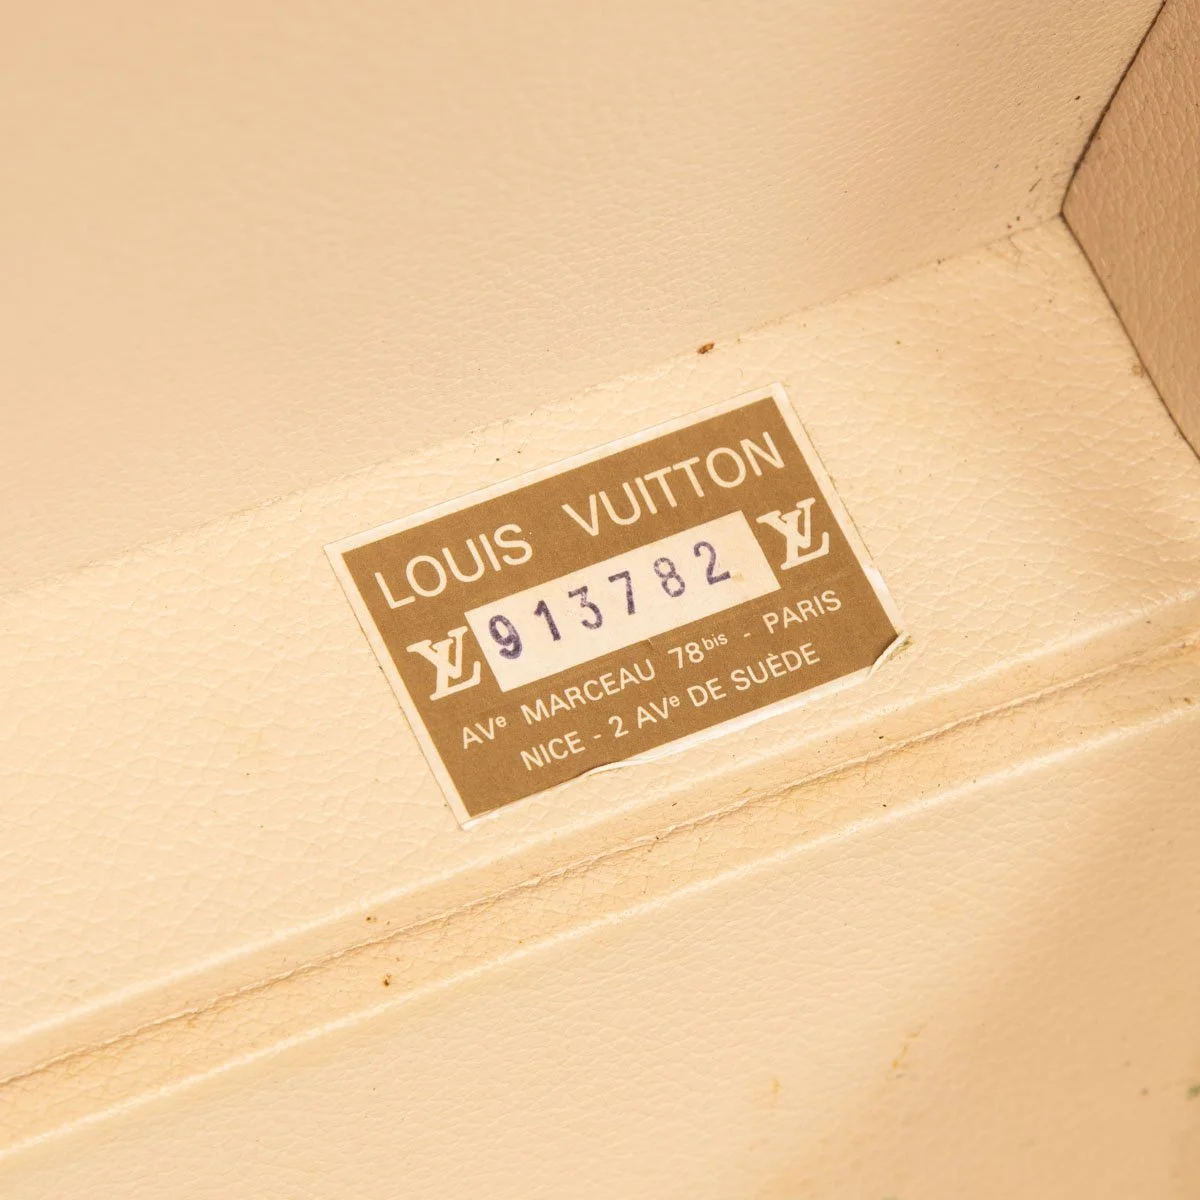 LOUIS VUITTON
LV 913782 LV
AVe MARCEAU 78bis - PARIS
NICE - 2 AVe DE SUÈDE